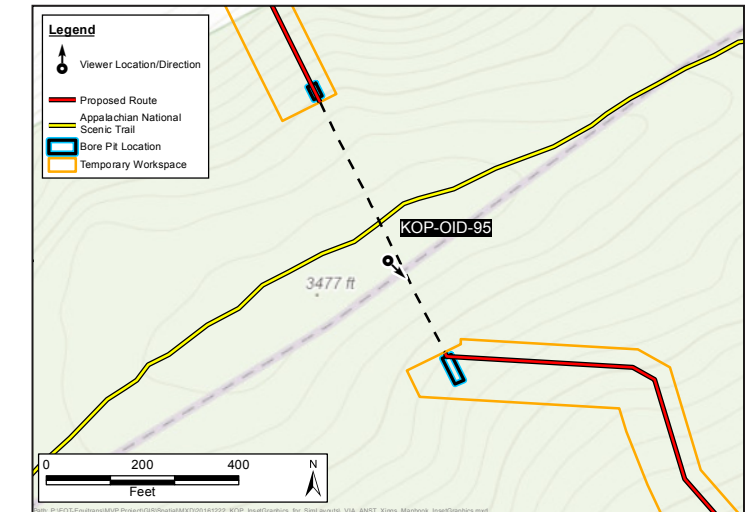 Legend
Viewer Location/Direction
Proposed Route
Appalachian National
Scenic Trail
Bore Pit Location
Temporary Workspace
KOP-OID-95
3477 ft
0 200 400
Feet
N